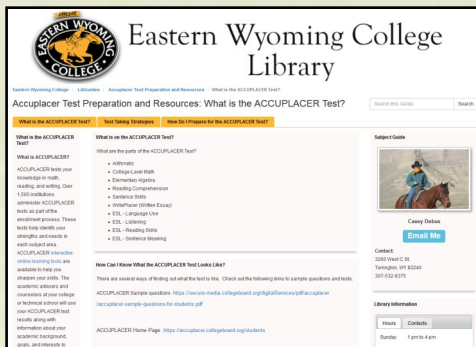 EASTERN WYOMING
COLLEGE
Eastern Wyoming College
Library
Eastern Wyoming College / LibGuides / Accuplacer Test Preparation and Resources / What is the ACCUPLACER Test?
Accuplacer Test Preparation and Resources: What is the ACCUPLACER Test?
Search this Guide Search
What is the ACCUPLACER Test? Test Taking Strategies How Do I Prepare for the ACCUPLACER Test?
What is the ACCUPLACER
Test?
What is ACCUPLACER?
ACCUPLACER tests your
knowledge in math,
reading, and writing. Over
1,500 institutions
administer ACCUPLACER
tests as part of the
enrollment process. These
tests help identify your
strengths and needs in
each subject area.
ACCUPLACER interactive
online learning tools are
available to help you
sharpen your skills. The
academic advisors and
counselors at your college
or technical school will use
your ACCUPLACER test
results along with
information about your
academic background,
goals, and interests to
What is on the ACCUPLACER Test?
What are the parts of the ACCUPLACER Test?
Arithmetic
College-Level Math
Elementary Algebra
Reading Comprehension
Sentence Skills
WritePlacer (Written Essay)
ESL - Language Use
ESL - Listening
ESL - Reading Skills
ESL - Sentence Meaning
How Can I Know What the ACCUPLACER Test Looks Like?
There are several ways of finding out what the test is like. Check out the following links to sample questions and tests.
ACCUPLACER Sample questions: https://secure-media.collegeboard.org/digitalServices/pdf/accuplacer
/accuplacer-sample-questions-for-students.pdf
ACCUPLACER Home Page https://accuplacer.collegeboard.org/students
Subject Guide
Casey Debus
Email Me
Contact:
3200 West C St
Torrington, WY 82240
307-532-8375
Library Information
Hours Contacts
Sunday 1 pm to 4 pm